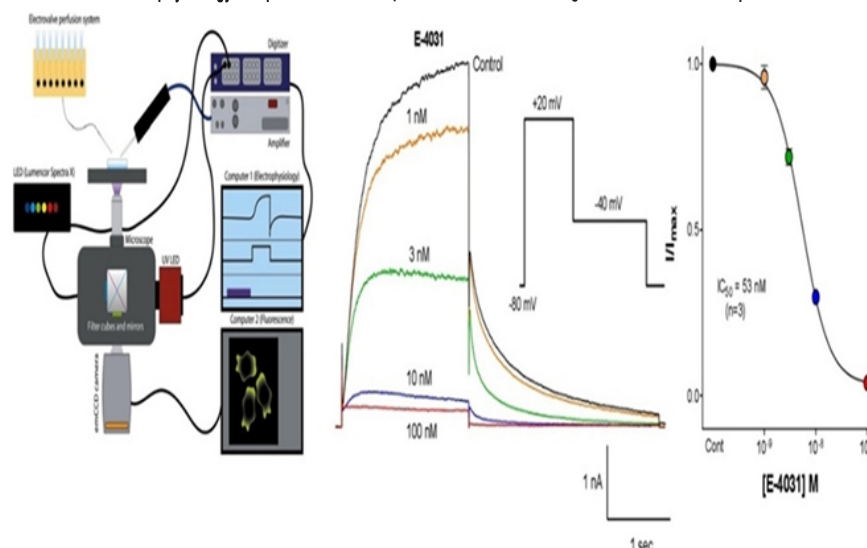 Electrovalve perfusion system
Digitizer
Amplifier
LED (Lumencor Spectra X)
Computer 1 (Electrophysiology)
Microscope
UV LED
Filter cubes and mirrors
Computer 2 (Fluorescence)
emCCD camera
E-4031
Control
1 nM
3 nM
10 nM
100 nM
+20 mV
-40 mV
-80 mV
1 nA
1 sec
I/Imax
1.0
0.5
0.0
IC50 = 53 nM
(n=3)
Cont
10-9
10-8
[E-4031] M